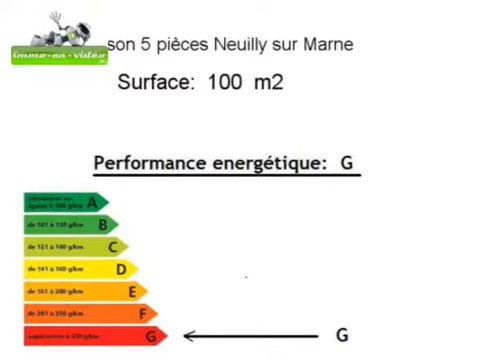 son 5 pièces Neuilly sur Marne
immo-en-vidéo
Surface: 100 m2
Performance energétique: G
A
de 101 à 120 g/km B
de 121 à 140 g/km C
de 141 à 160 g/km D
de 161 à 200 g/km E
de 201 à 250 g/km F
G
G